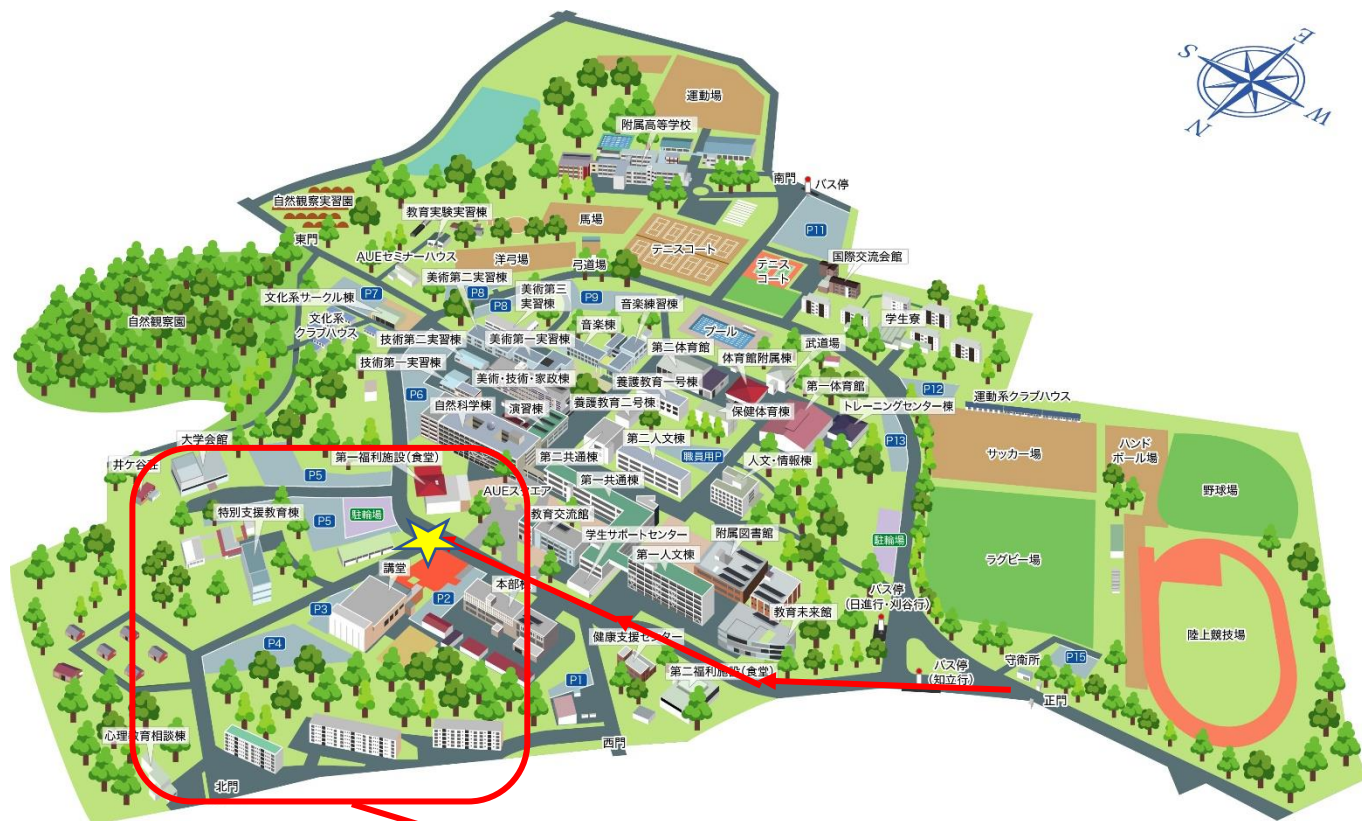 E
S
W
N
運動場
附属高等学校
南門
バス停
自然観察実習園
教育実験実習棟
馬場
P11
東門
テニスコート
AUEセミナーハウス
洋弓場
弓道場
テニス
コート
国際交流会館
美術第二実習棟
文化系サークル棟
P7
P8
P8
美術第三
実習棟
P9
音楽練習棟
自然観察園
文化系
クラブハウス
音楽棟
プール
学生寮
技術第二実習棟
美術第一実習棟
第二体育館
体育館附属棟
武道場
技術第一実習棟
美術・技術・家政棟
養護教育一号棟
第一体育館
P12
運動系クラブハウス
P6
自然科学棟
演習棟
養護教育二号棟
保健体育棟
トレーニングセンター棟
大学会館
第二人文棟
P13
井ケ谷荘
第一福利施設(食堂)
第二共通棟
職員用P
人文・情報棟
サッカー場
ハンド
ボール場
P5
AUEスクエア
第一共通棟
野球場
特別支援教育棟
P5
駐輪場
教育交流館
学生サポートセンター
附属図書館
駐輪場
ラグビー場
第一人文棟
講堂
本部棟
バス停
(日進行・刈谷行)
P3
P2
教育未来館
陸上競技場
P4
健康支援センター
守衛所
P15
第二福利施設(食堂)
バス停
(知立行)
P1
正門
心理教育相談棟
西門
北門